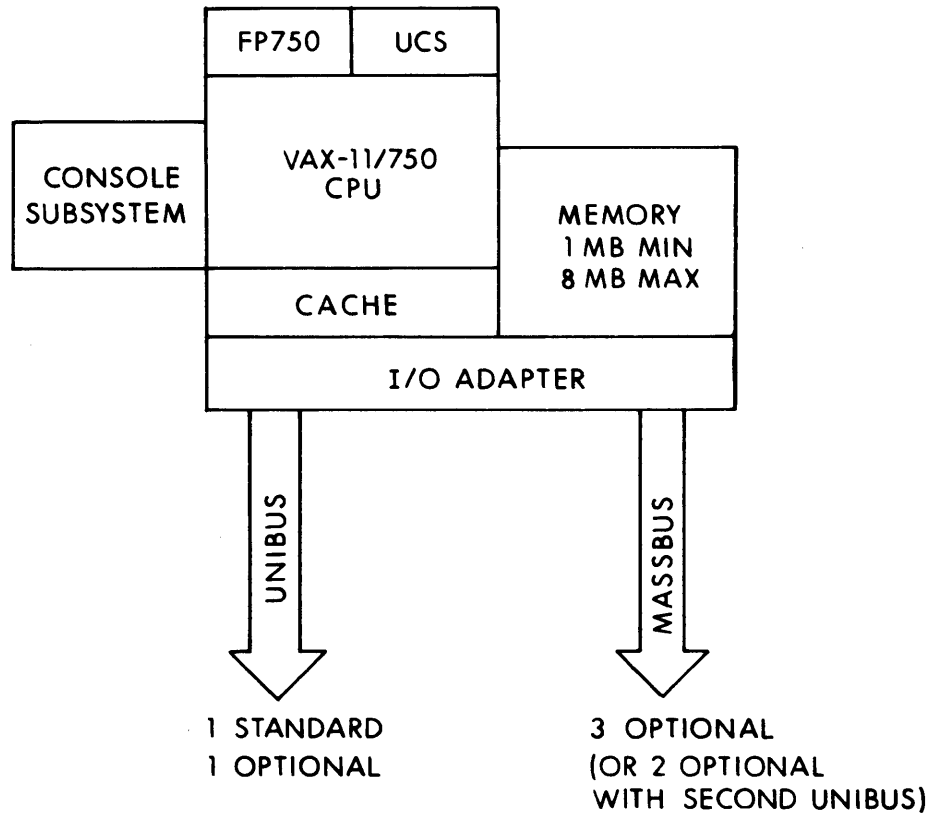 FP750
UCS
VAX-11/750
CPU
CONSOLE
SUBSYSTEM
MEMORY
1 MB MIN
8 MB MAX
CACHE
I/O ADAPTER
UNIBUS
MASSBUS
1 STANDARD
1 OPTIONAL
3 OPTIONAL
(OR 2 OPTIONAL
WITH SECOND UNIBUS)